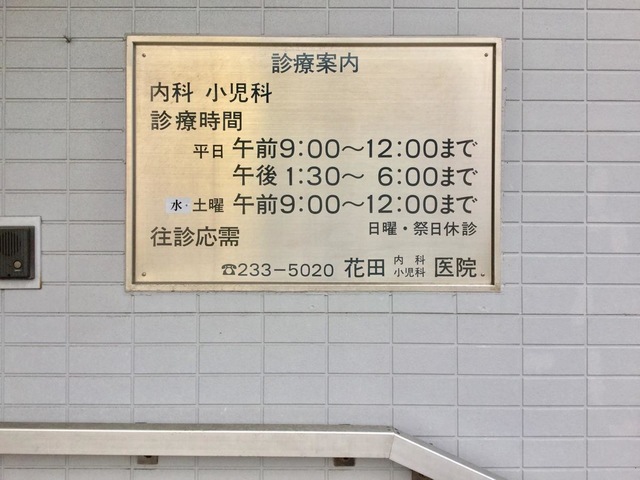 診療案内
内科 小児科
診療時間
平日 午前9:00～12:00まで
午後1:30～ 6:00まで
水・土曜 午前9:00～12:00まで
往診応需 日曜・祭日休診
☎233-5020 花田 内科 小児科 医院